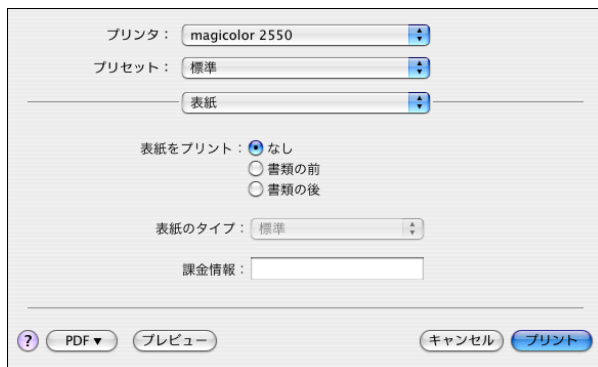 プリンタ： magicolor 2550
プリセット： 標準
表紙
表紙をプリント： なし
書類の前
書類の後
表紙のタイプ： 標準
課金情報：
? PDF▼ プレビュー キャンセル プリント